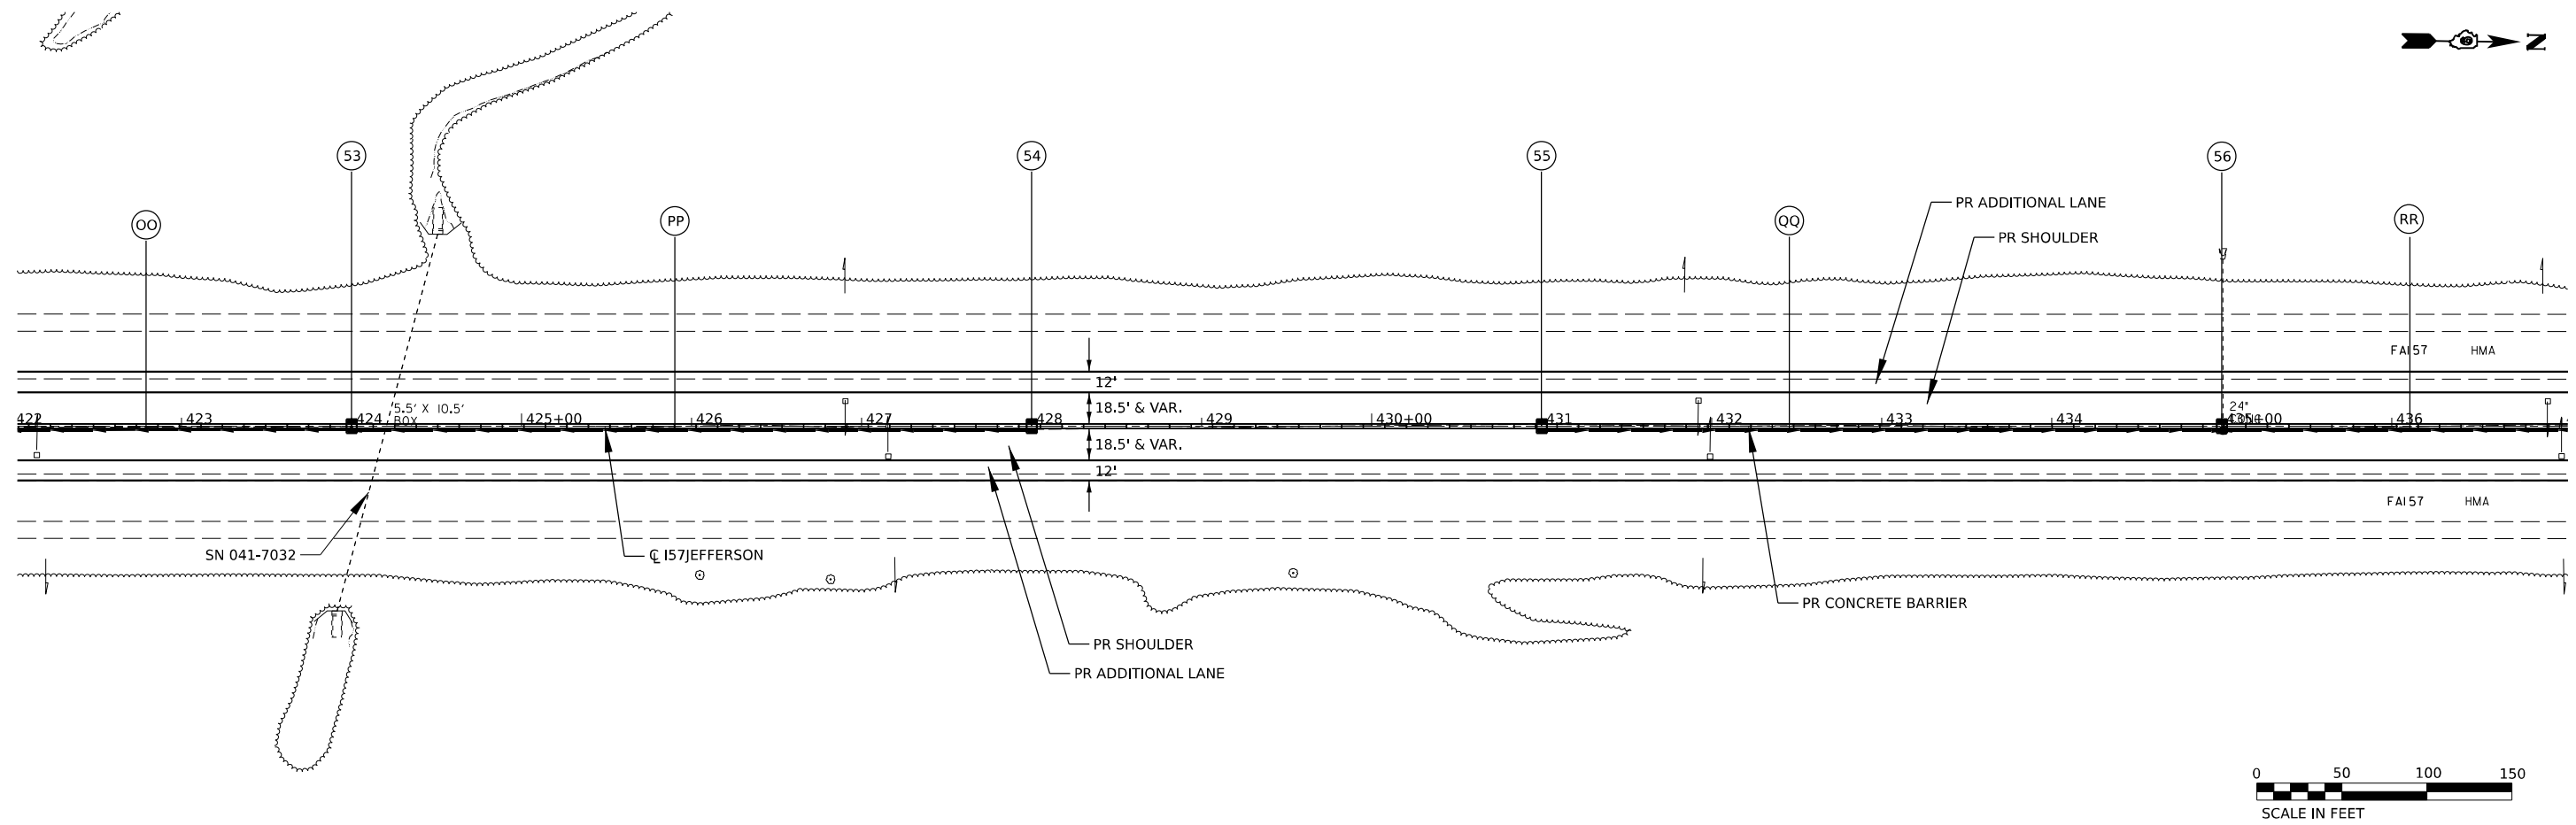 N
53
54
55
56
OO
PP
QQ
RR
PR ADDITIONAL LANE
PR SHOULDER
FAI 57 HMA
12'
18.5' & VAR.
5.5' X 10.5'
BOX
24"
422
423
424
425+00
426
427
428
429
430+00
431
432
433
434
435+00
436
18.5' & VAR.
12'
FAI 57 HMA
SN 041-7032
℄ I57JEFFERSON
PR CONCRETE BARRIER
PR SHOULDER
PR ADDITIONAL LANE
0 50 100 150
SCALE IN FEET